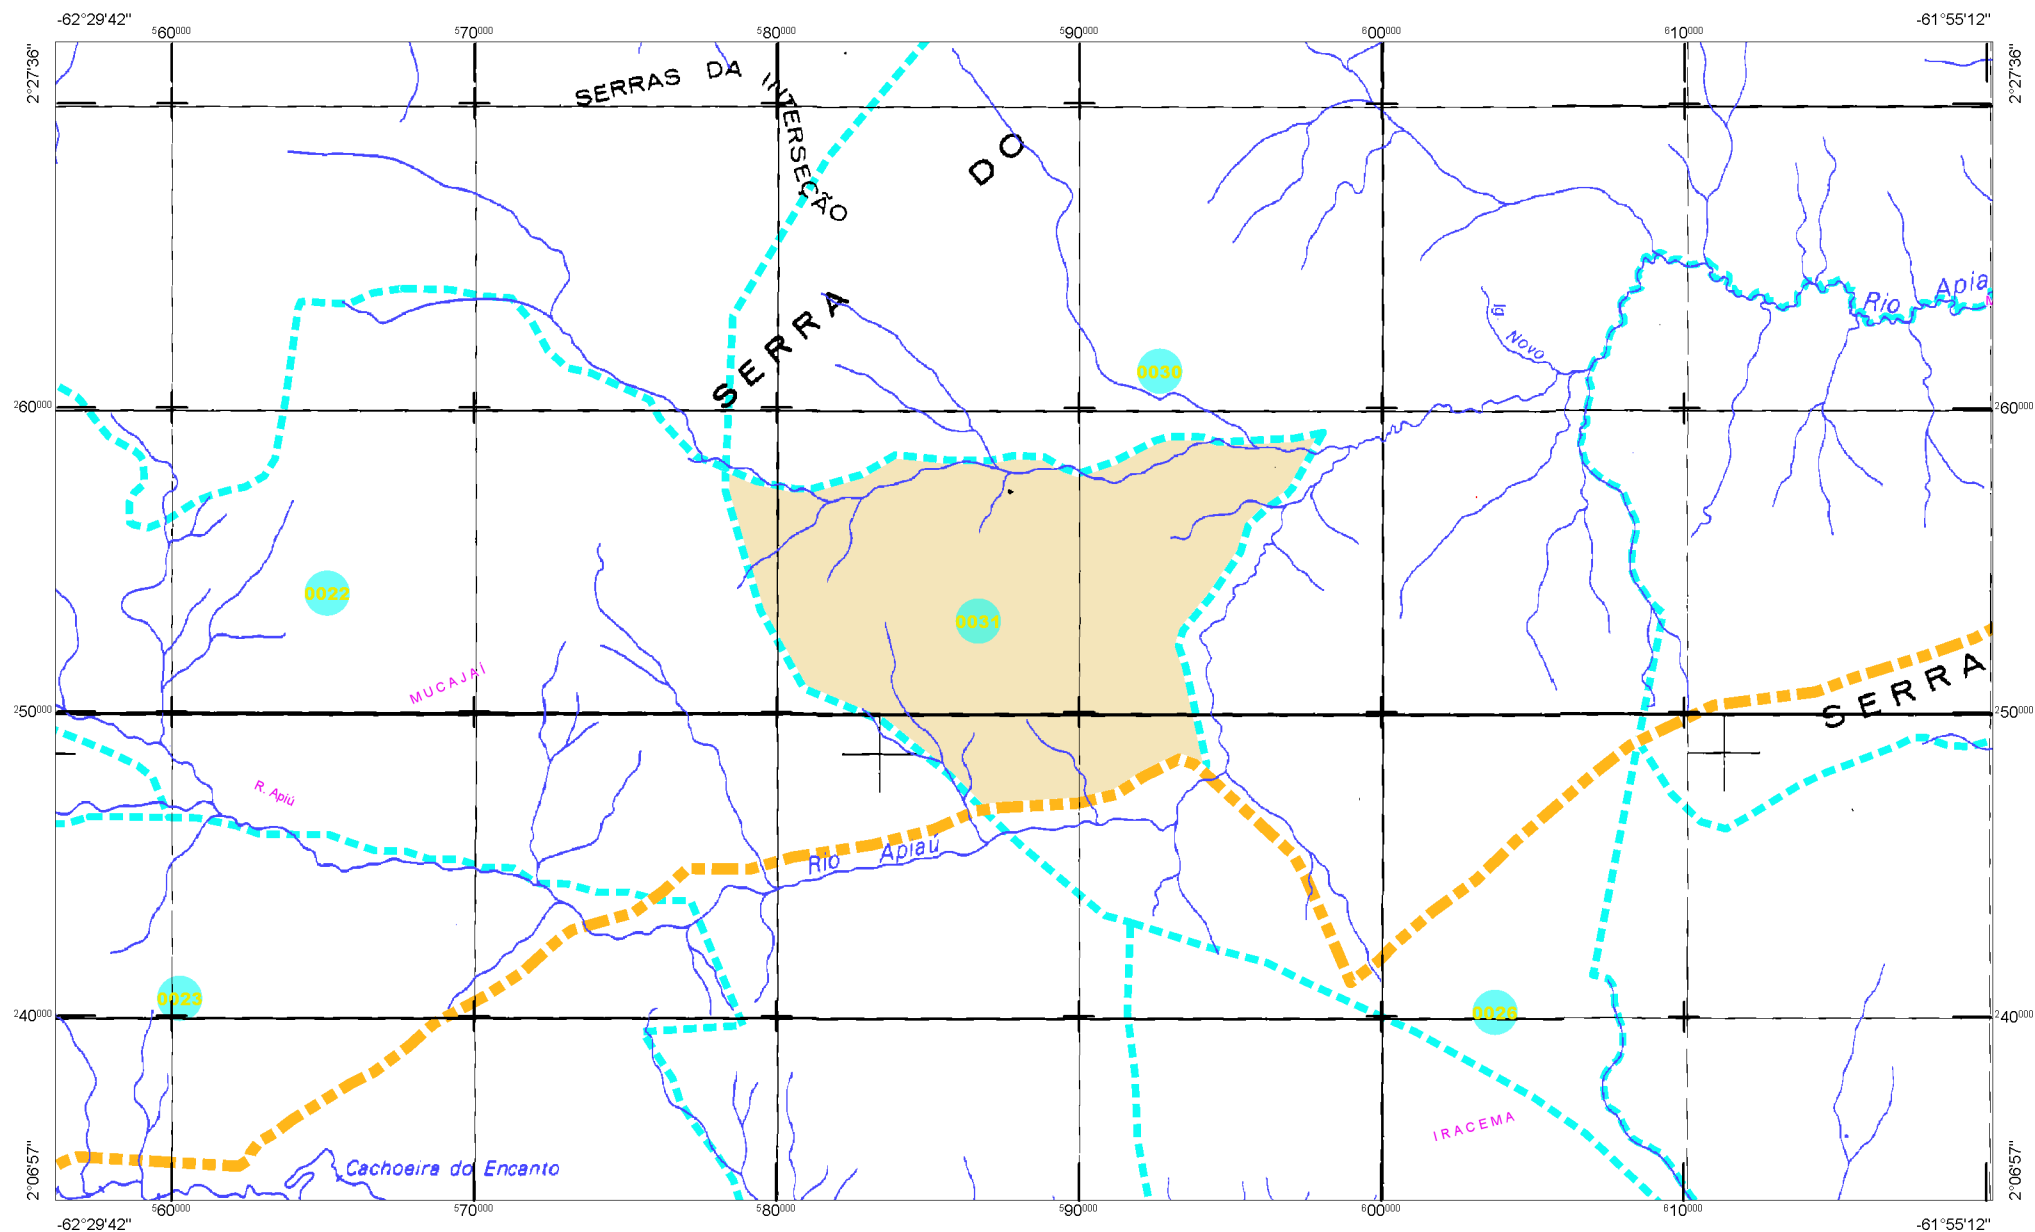 -62°29'42"
-61°55'12"
560000
570000
580000
590000
600000
610000
2°27'36"
2°27'36"
SERRAS DA INTERSEÇÃO
DO
SERRA
Rio Apia
Ig. Novo
0030
260000
260000
0022
0031
MUCAJAÍ
SERRA
250000
250000
R. Apiú
Rio Apiaú
0023
0028
240000
240000
IRACEMA
Cachoeira do Encanto
2°06'57"
2°06'57"
560000
570000
580000
590000
600000
610000
-62°29'42"
-61°55'12"